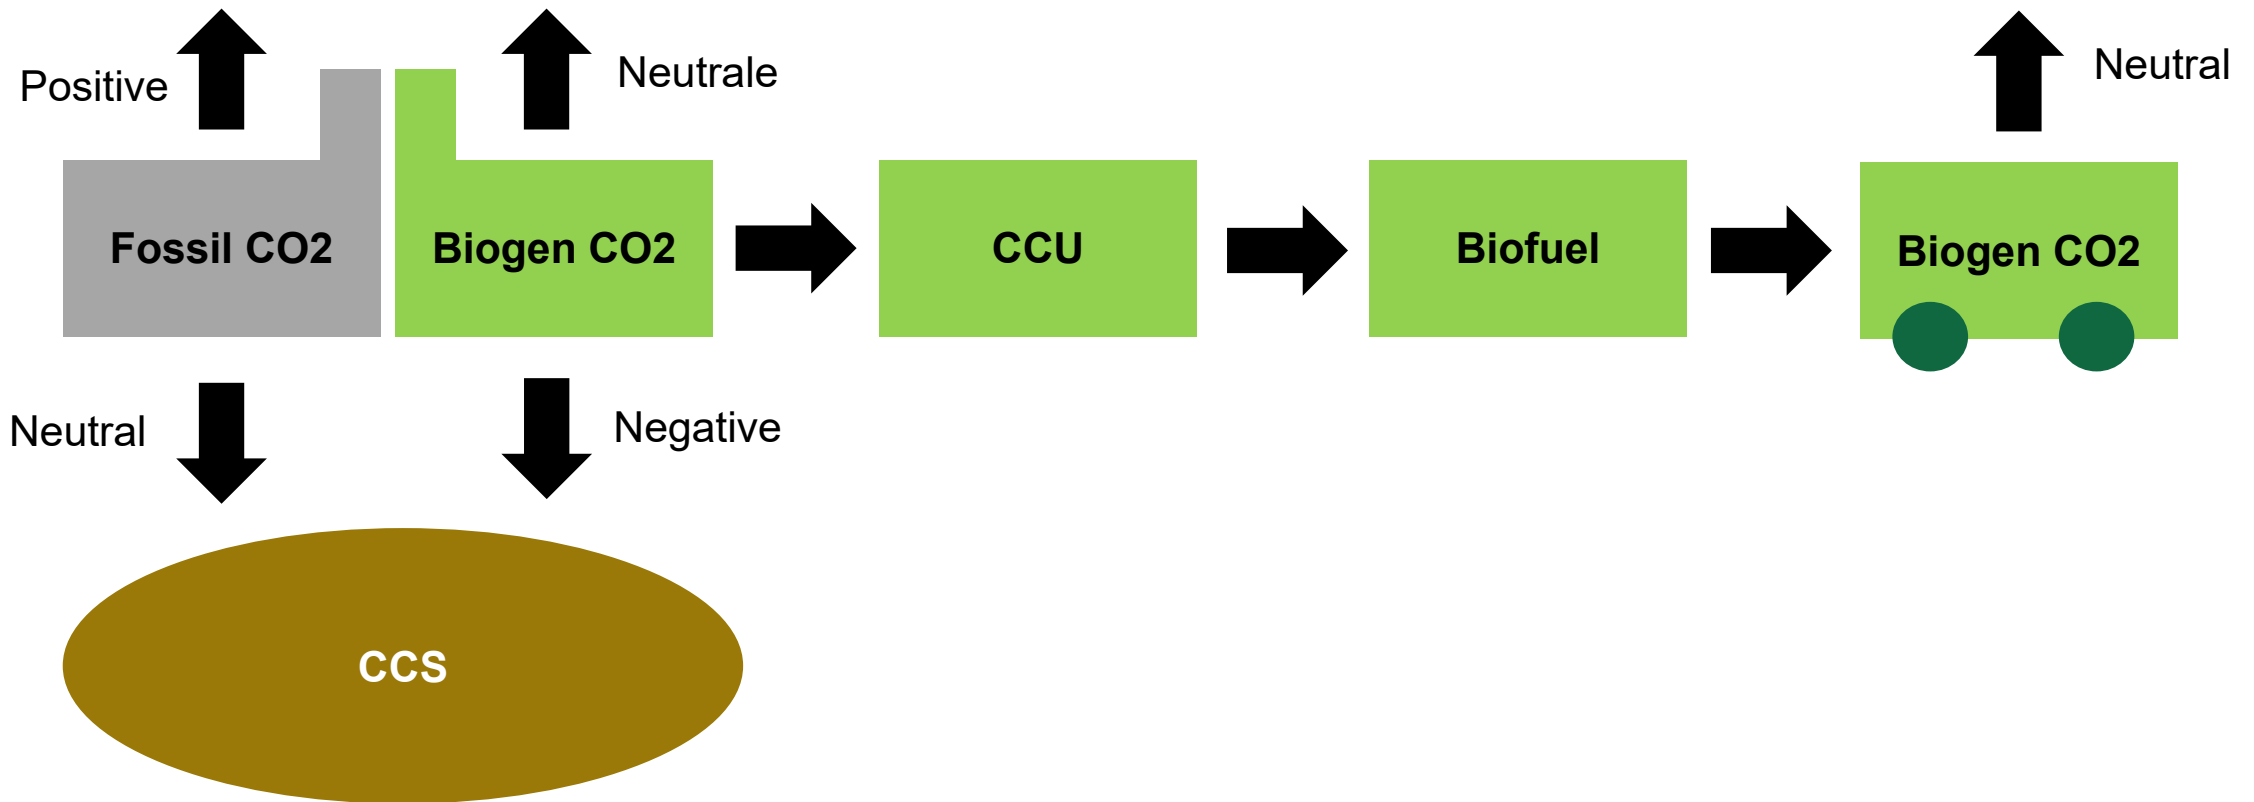 Positive
Neutrale
Neutral
Fossil CO2
Biogen CO2
CCU
Biofuel
Biogen CO2
Neutral
Negative
CCS